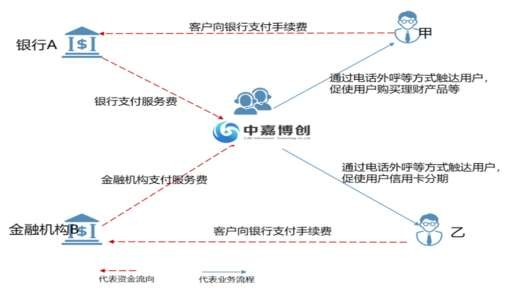 客户向银行支付手续费
甲
银行A
通过电话外呼等方式触达用户，
促使用户购买理财产品等
银行支付服务费
中嘉博创
通过电话外呼等方式触达用户，
促使用户信用卡分期
金融机构支付服务费
金融机构B
客户向银行支付手续费
乙
代表资金流向
代表业务流程